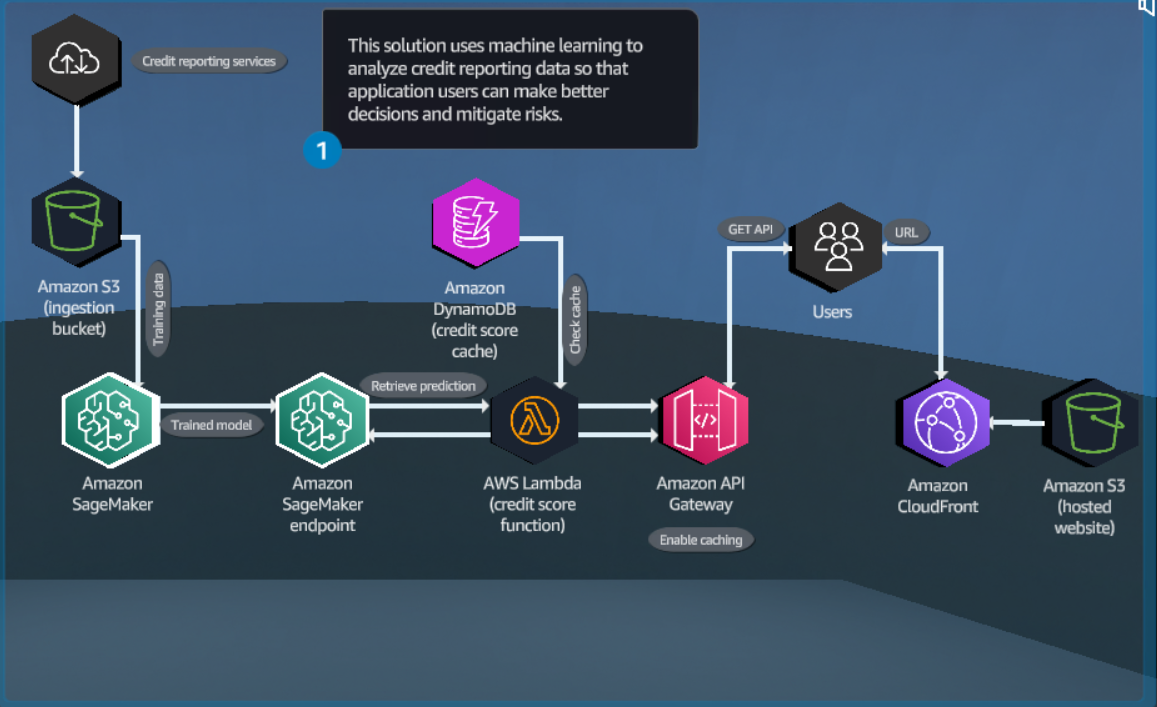 Credit reporting services
This solution uses machine learning to
analyze credit reporting data so that
application users can make better
decisions and mitigate risks.
1
GET API
URL
Users
Amazon S3
(ingestion
bucket)
Training data
Amazon
DynamoDB
(credit score
cache)
Check cache
Retrieve prediction
Trained model
Amazon
SageMaker
Amazon
SageMaker
endpoint
AWS Lambda
(credit score
function)
Amazon API
Gateway
Enable caching
Amazon
CloudFront
Amazon S3
(hosted
website)